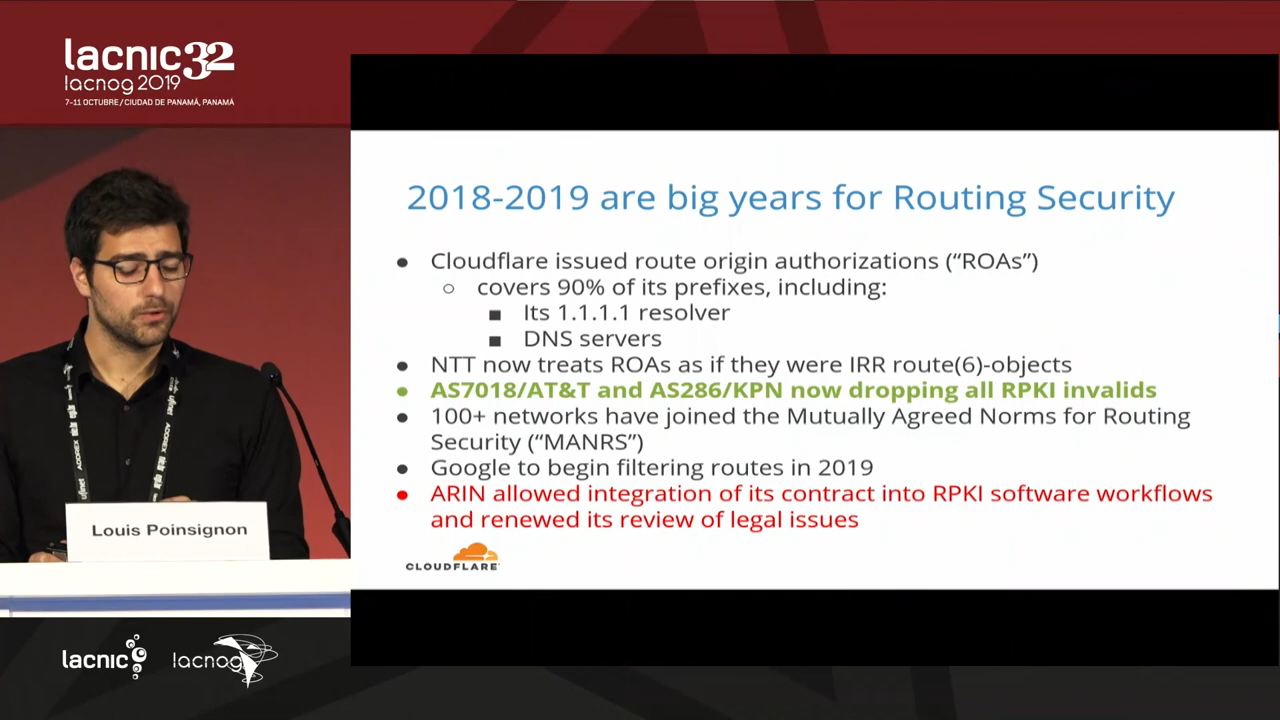 lacnic32
lacnog 2019
7-11 OCTUBRE / CIUDAD DE PANAMÁ, PANAMÁ
2018-2019 are big years for Routing Security
● Cloudflare issued route origin authorizations (“ROAs”)
○ covers 90% of its prefixes, including:
■ Its 1.1.1.1 resolver
■ DNS servers
● NTT now treats ROAs as if they were IRR route(6)-objects
● AS7018/AT&T and AS286/KPN now dropping all RPKI invalids
● 100+ networks have joined the Mutually Agreed Norms for Routing
Security (“MANRS”)
● Google to begin filtering routes in 2019
● ARIN allowed integration of its contract into RPKI software workflows
and renewed its review of legal issues
CLOUDFLARE
ADDREX
ufinet
ADDREX
Louis Poinsignon
lacnic
lacnog